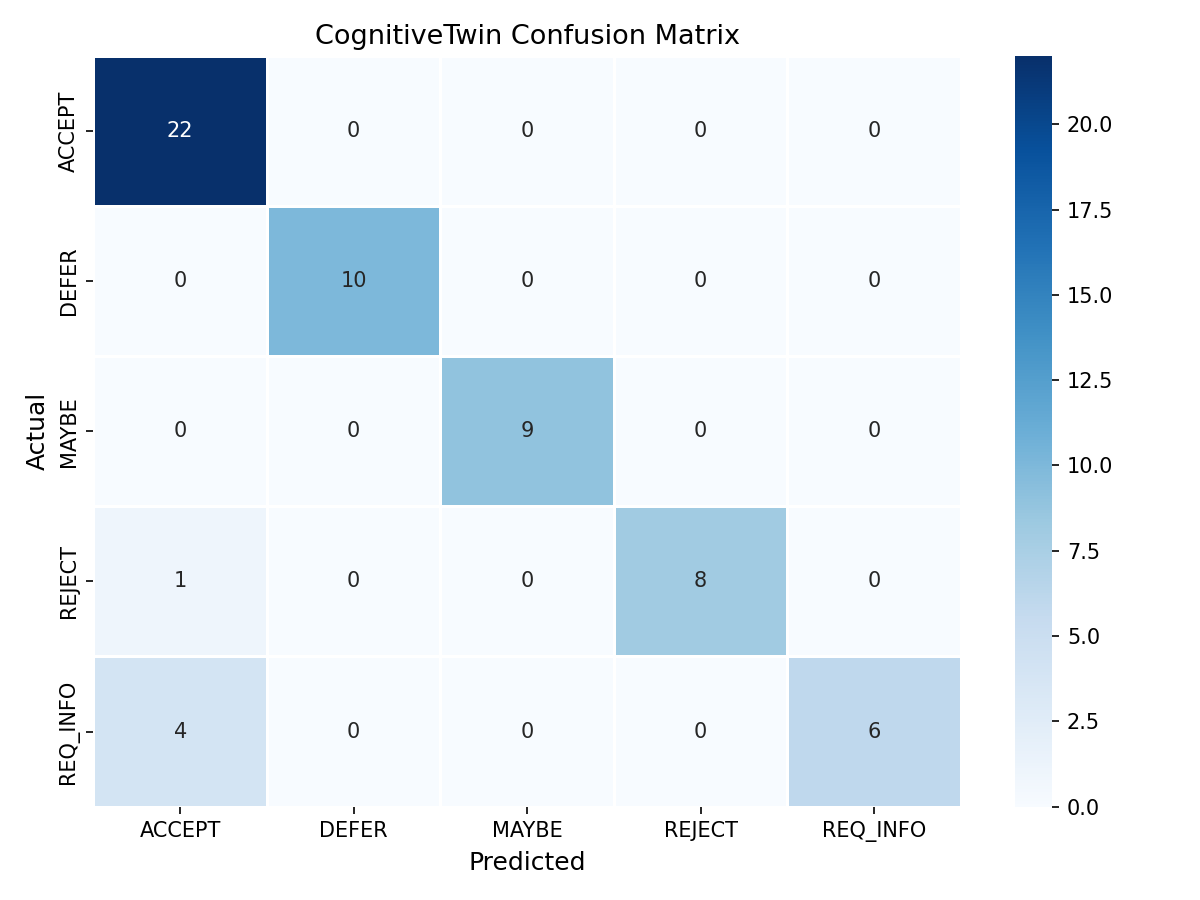 CognitiveTwin Confusion Matrix
Actual
ACCEPT
22 0 0 0 0
DEFER
0 10 0 0 0
MAYBE
0 0 9 0 0
REJECT
1 0 0 8 0
REQ_INFO
4 0 0 0 6
ACCEPT DEFER MAYBE REJECT REQ_INFO
Predicted
20.0
17.5
15.0
12.5
10.0
7.5
5.0
2.5
0.0